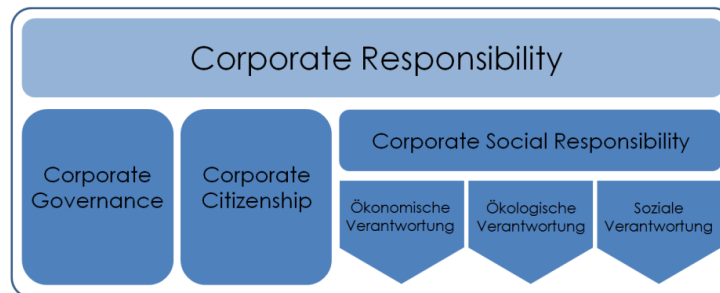 Corporate Responsibility
Corporate
Governance
Corporate
Citizenship
Corporate Social Responsibility
Ökonomische
Verantwortung
Ökologische
Verantwortung
Soziale
Verantwortung